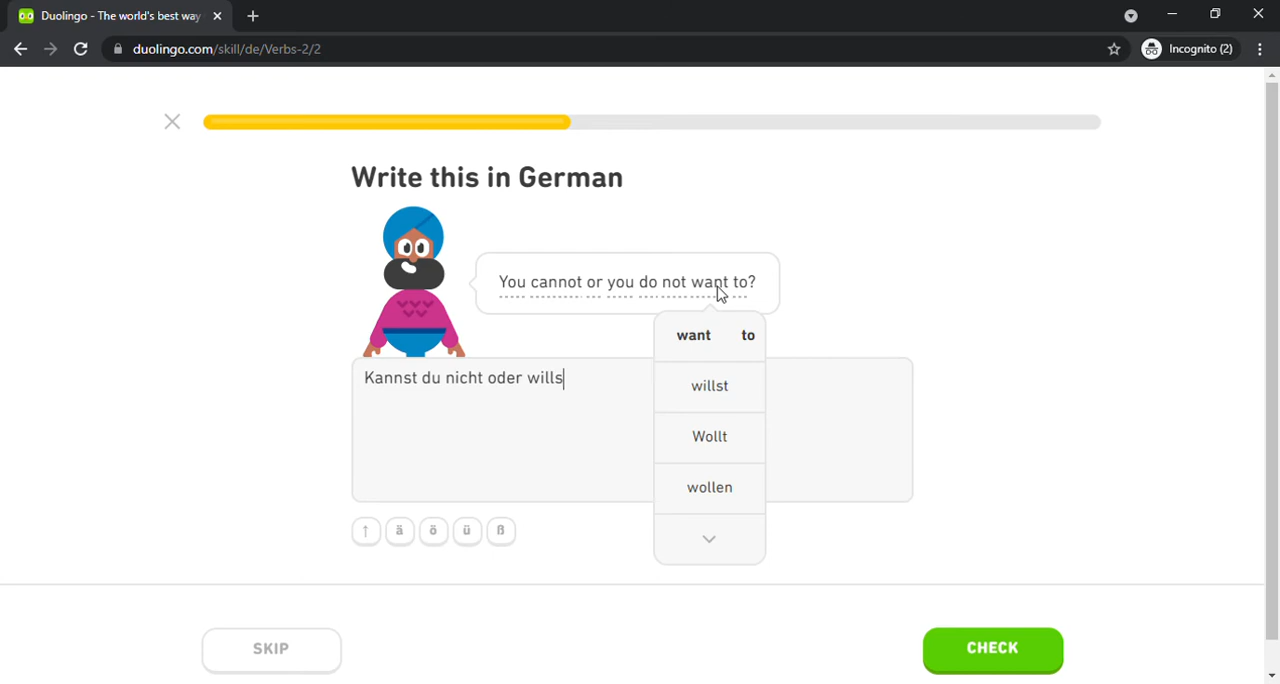 Duolingo - The world's best way
duolingo.com/skill/de/Verbs-2/2
Incognito (2)
Write this in German
You cannot or you do not want to?
want to
willst
Wollt
wollen
Kannst du nicht oder wills
↑ ä ö ü ß
SKIP
CHECK